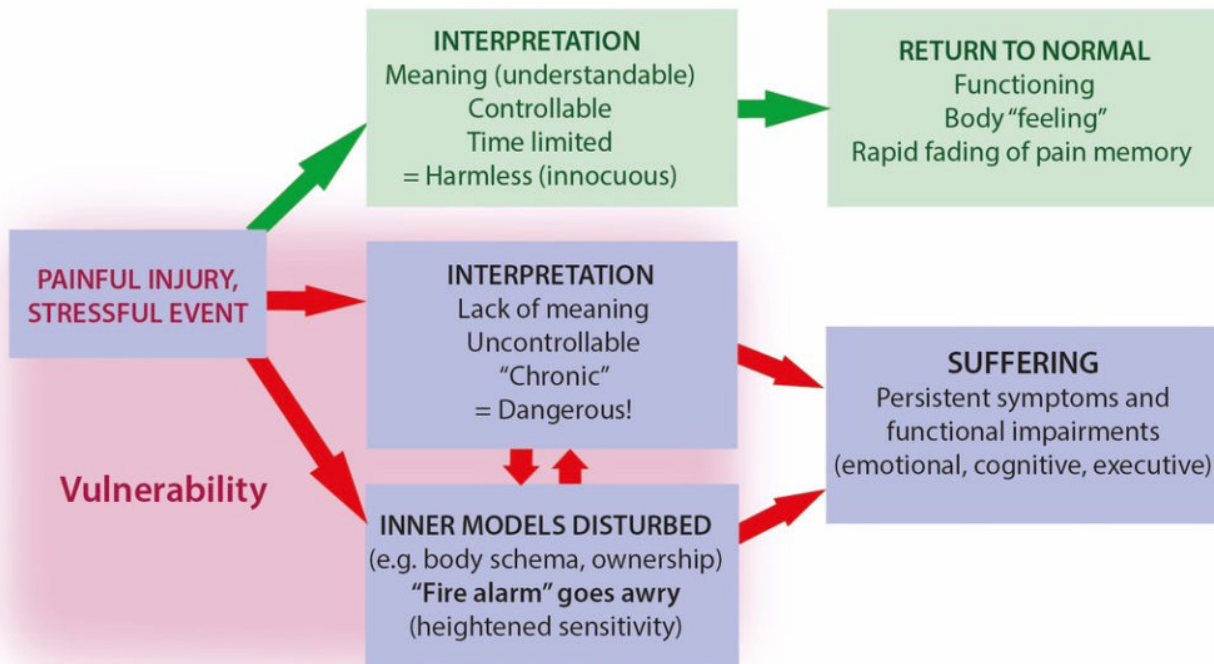 INTERPRETATION
Meaning (understandable)
Controllable
Time limited
= Harmless (innocuous)
RETURN TO NORMAL
Functioning
Body “feeling”
Rapid fading of pain memory
PAINFUL INJURY,
STRESSFUL EVENT
INTERPRETATION
Lack of meaning
Uncontrollable
“Chronic”
= Dangerous!
SUFFERING
Persistent symptoms and
functional impairments
(emotional, cognitive, executive)
Vulnerability
INNER MODELS DISTURBED
(e.g. body schema, ownership)
“Fire alarm” goes awry
(heightened sensitivity)